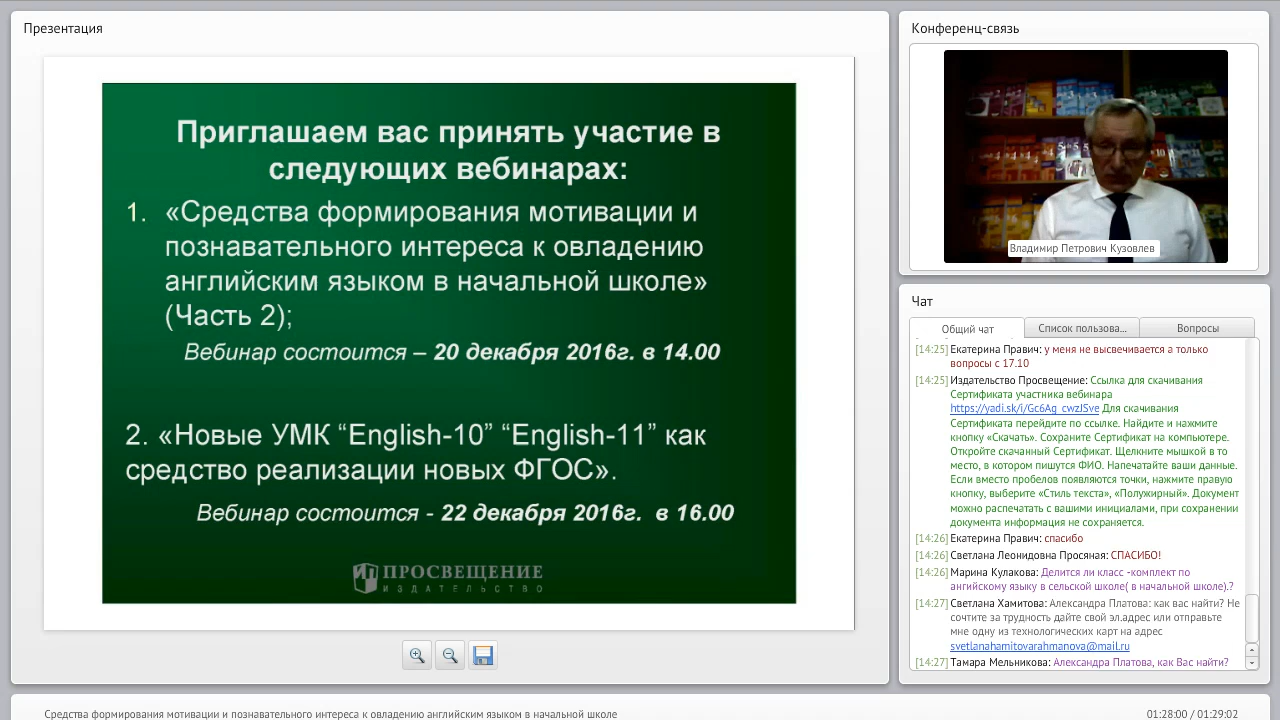 Презентация
Приглашаем вас принять участие в
следующих вебинарах:
1. «Средства формирования мотивации и
познавательного интереса к овладению
английским языком в начальной школе»
(Часть 2);
Вебинар состоится – 20 декабря 2016г. в 14.00
2. «Новые УМК “English-10” “English-11” как
средство реализации новых ФГОС».
Вебинар состоится - 22 декабря 2016г. в 16.00
ПРОСВЕЩЕНИЕ
ИЗДАТЕЛЬСТВО
Конференц-связь
Владимир Петрович Кузовлев
Чат
Общий чат
Список пользова...
Вопросы
[14:25] Екатерина Правич: у меня не высвечивается а только
вопросы с 17.10
[14:25] Издательство Просвещение: Ссылка для скачивания
Сертификата участника вебинара
https://yadi.sk/i/Gc6Ag_cwzJSve Для скачивания
Сертификата перейдите по ссылке. Найдите и нажмите
кнопку «Скачать». Сохраните Сертификат на компьютере.
Откройте скачанный Сертификат. Щелкните мышкой в то
место, в котором пишутся ФИО. Напечатайте ваши данные.
Если вместо пробелов появляются точки, нажмите правую
кнопку, выберите «Стиль текста», «Полужирный». Документ
можно распечатать с вашими инициалами, при сохранении
документа информация не сохраняется.
[14:26] Екатерина Правич: спасибо
[14:26] Светлана Леонидовна Просяная: СПАСИБО!
[14:26] Марина Кулакова: Делится ли класс -комплект по
ангийскому языку в сельской школе( в начальной школе).?
[14:27] Светлана Хамитова: Александра Платова: как вас найти? Не
сочтите за трудность дайте свой эл.адрес или отправьте
мне одну из технологических карт на адрес
svetlanahamitovarahmanova@mail.ru
[14:27] Тамара Мельникова: Александра Платова, как Вас найти?
Средства формирования мотивации и познавательного интереса к овладению английским языком в начальной школе
01:28:00 / 01:29:02